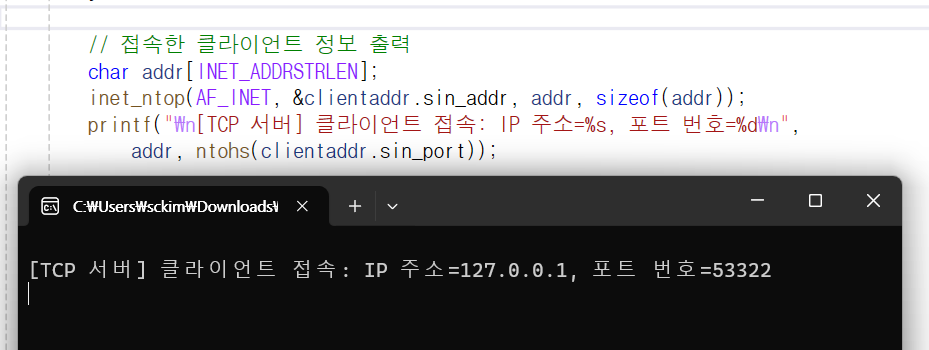 // 접속한 클라이언트 정보 출력
char addr[INET_ADDRSTRLEN];
inet_ntop(AF_INET, &clientaddr.sin_addr, addr, sizeof(addr));
printf("₩n[TCP 서버] 클라이언트 접속: IP 주소=%s, 포트 번호=%d₩n",
addr, ntohs(clientaddr.sin_port));
C:₩Users₩sckim₩Downloads₩
[TCP 서버] 클라이언트 접속: IP 주소=127.0.0.1, 포트 번호=53322